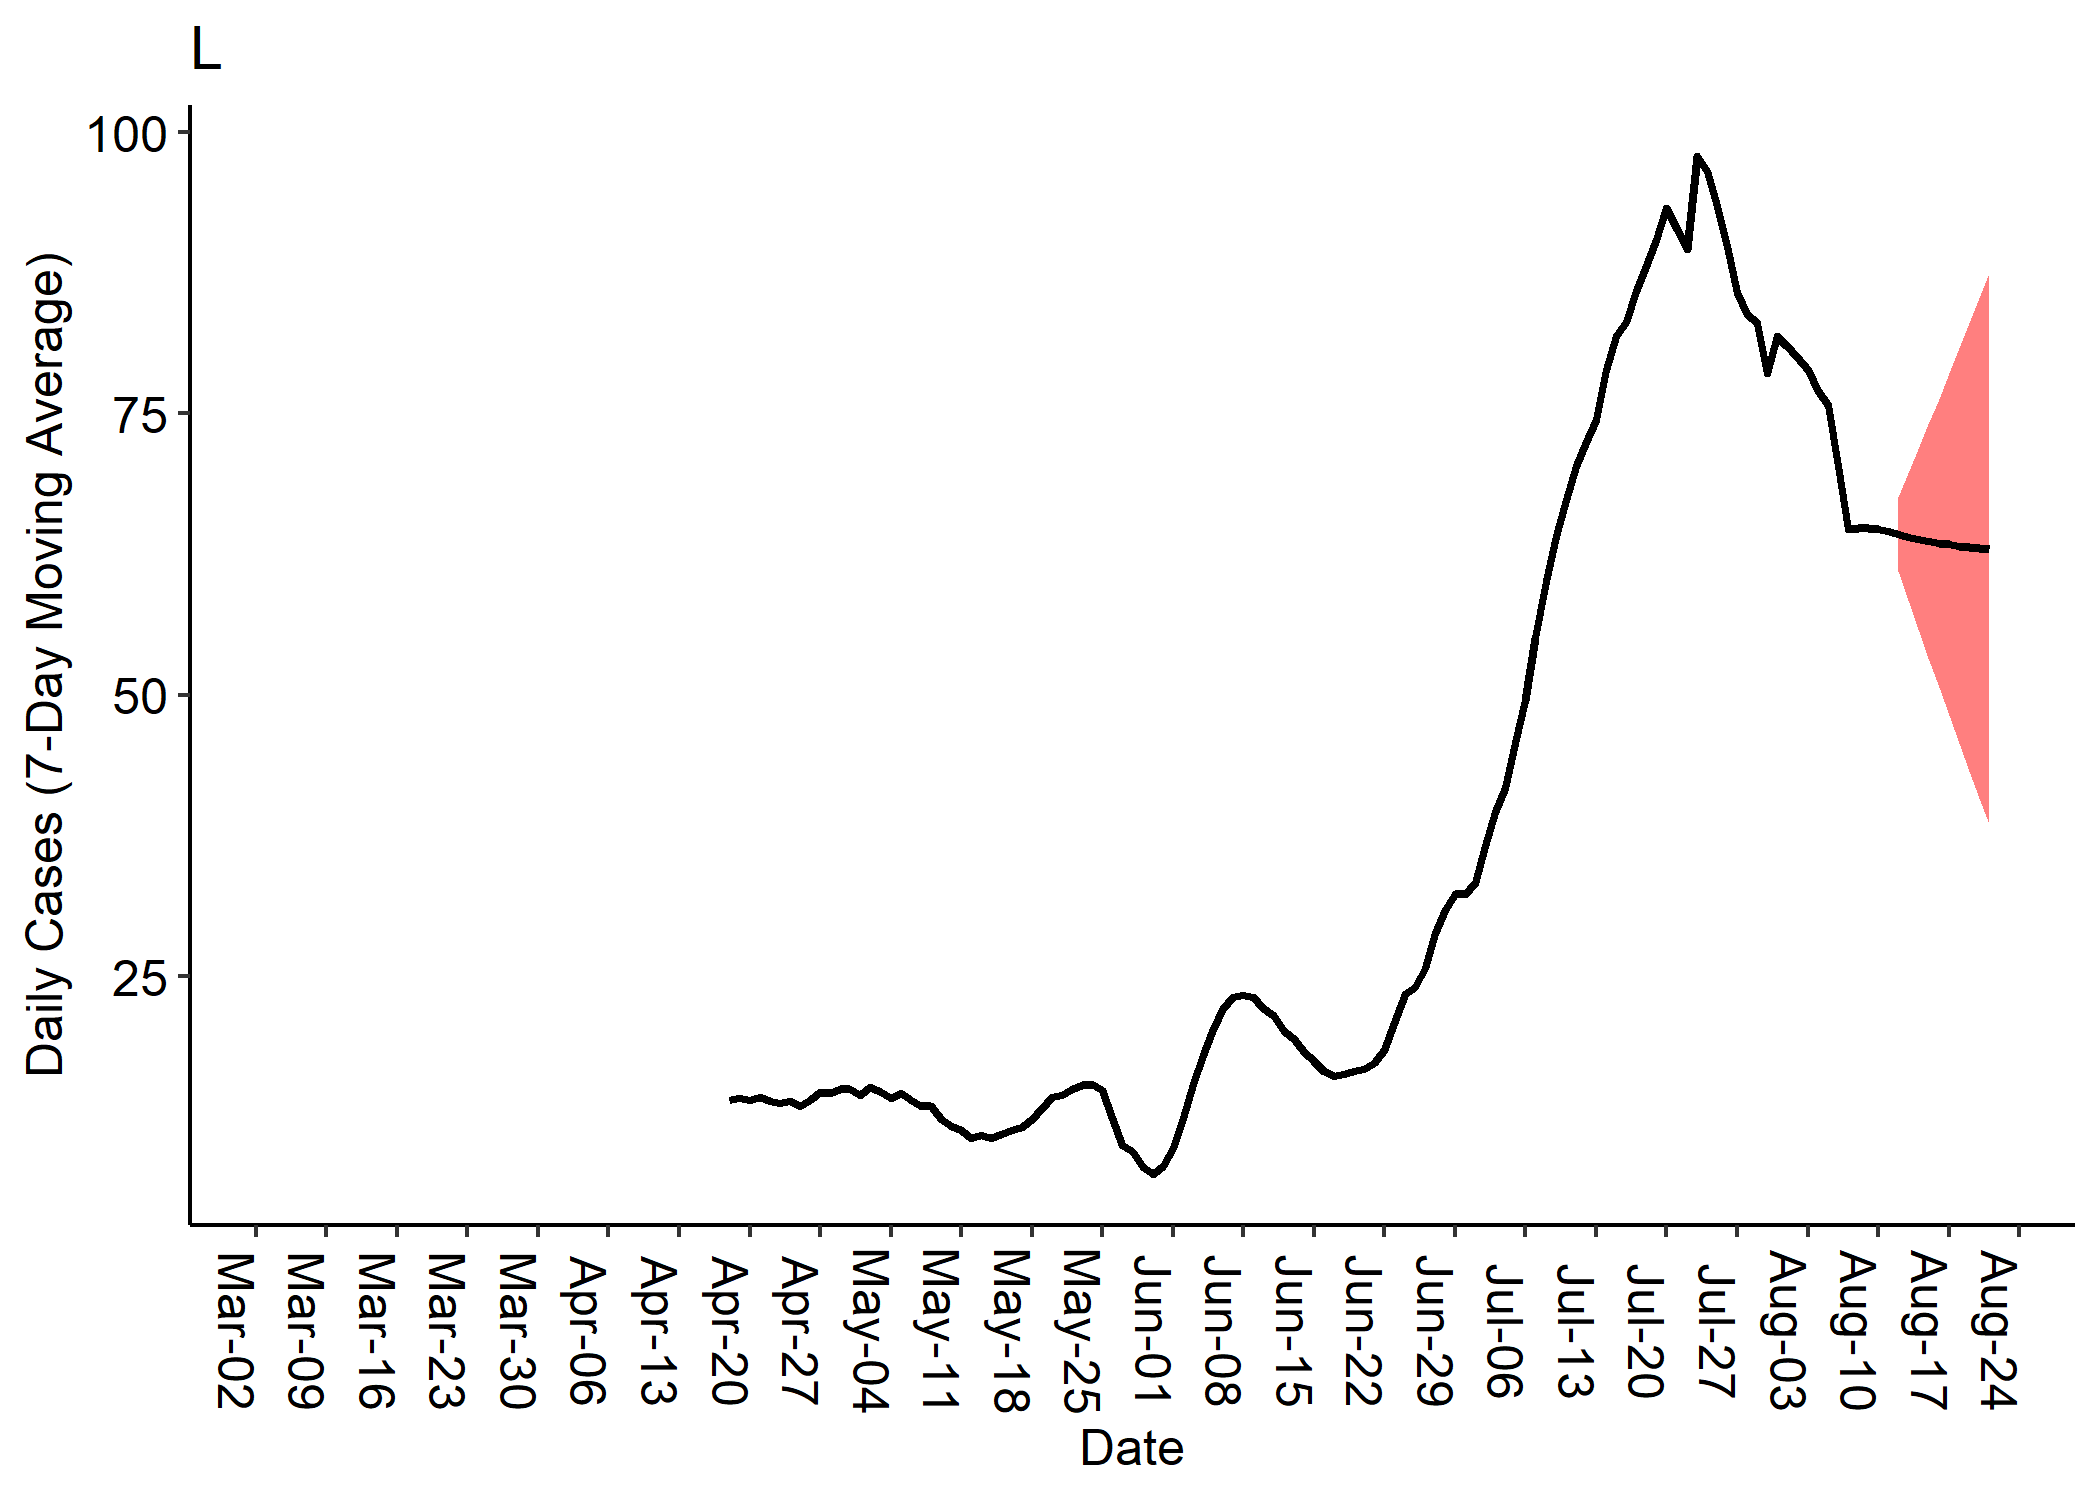 L
Daily Cases (7-Day Moving Average)
100
75
50
25
Mar-02
Mar-09
Mar-16
Mar-23
Mar-30
Apr-06
Apr-13
Apr-20
Apr-27
May-04
May-11
May-18
May-25
Jun-01
Jun-08
Jun-15
Jun-22
Jun-29
Jul-06
Jul-13
Jul-20
Jul-27
Aug-03
Aug-10
Aug-17
Aug-24
Date